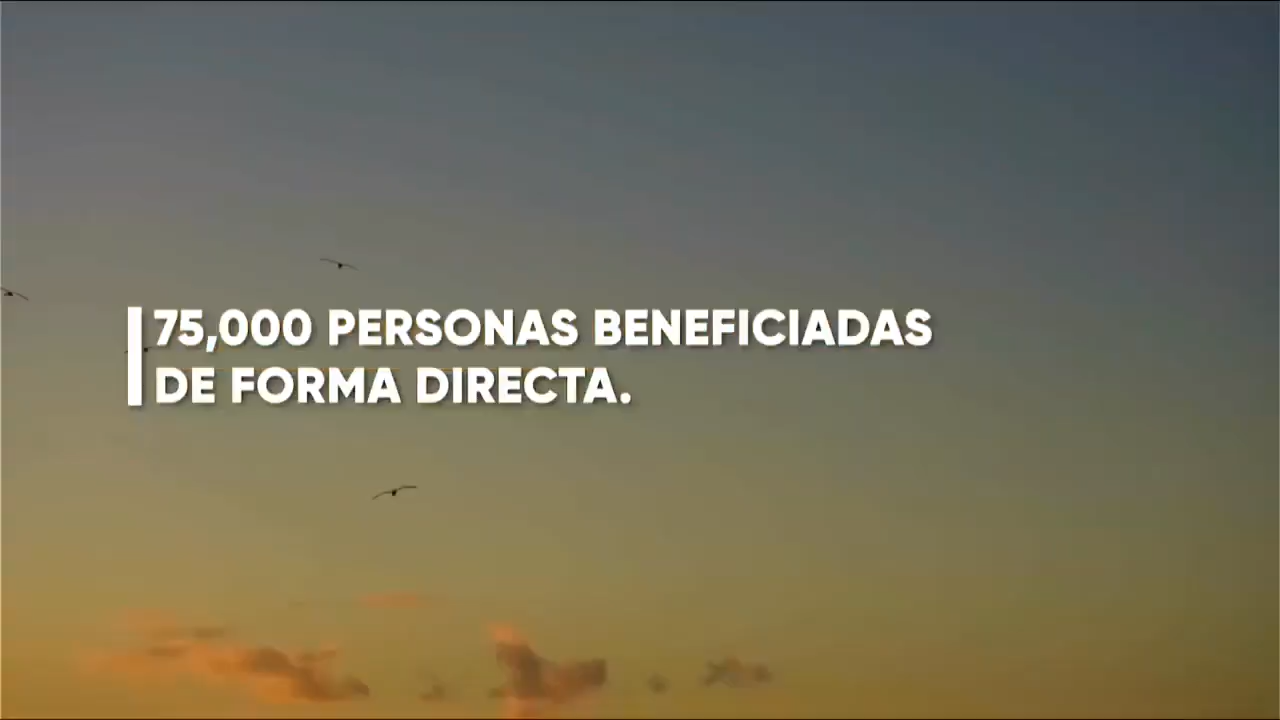 75,000 PERSONAS BENEFICIADAS
DE FORMA DIRECTA.